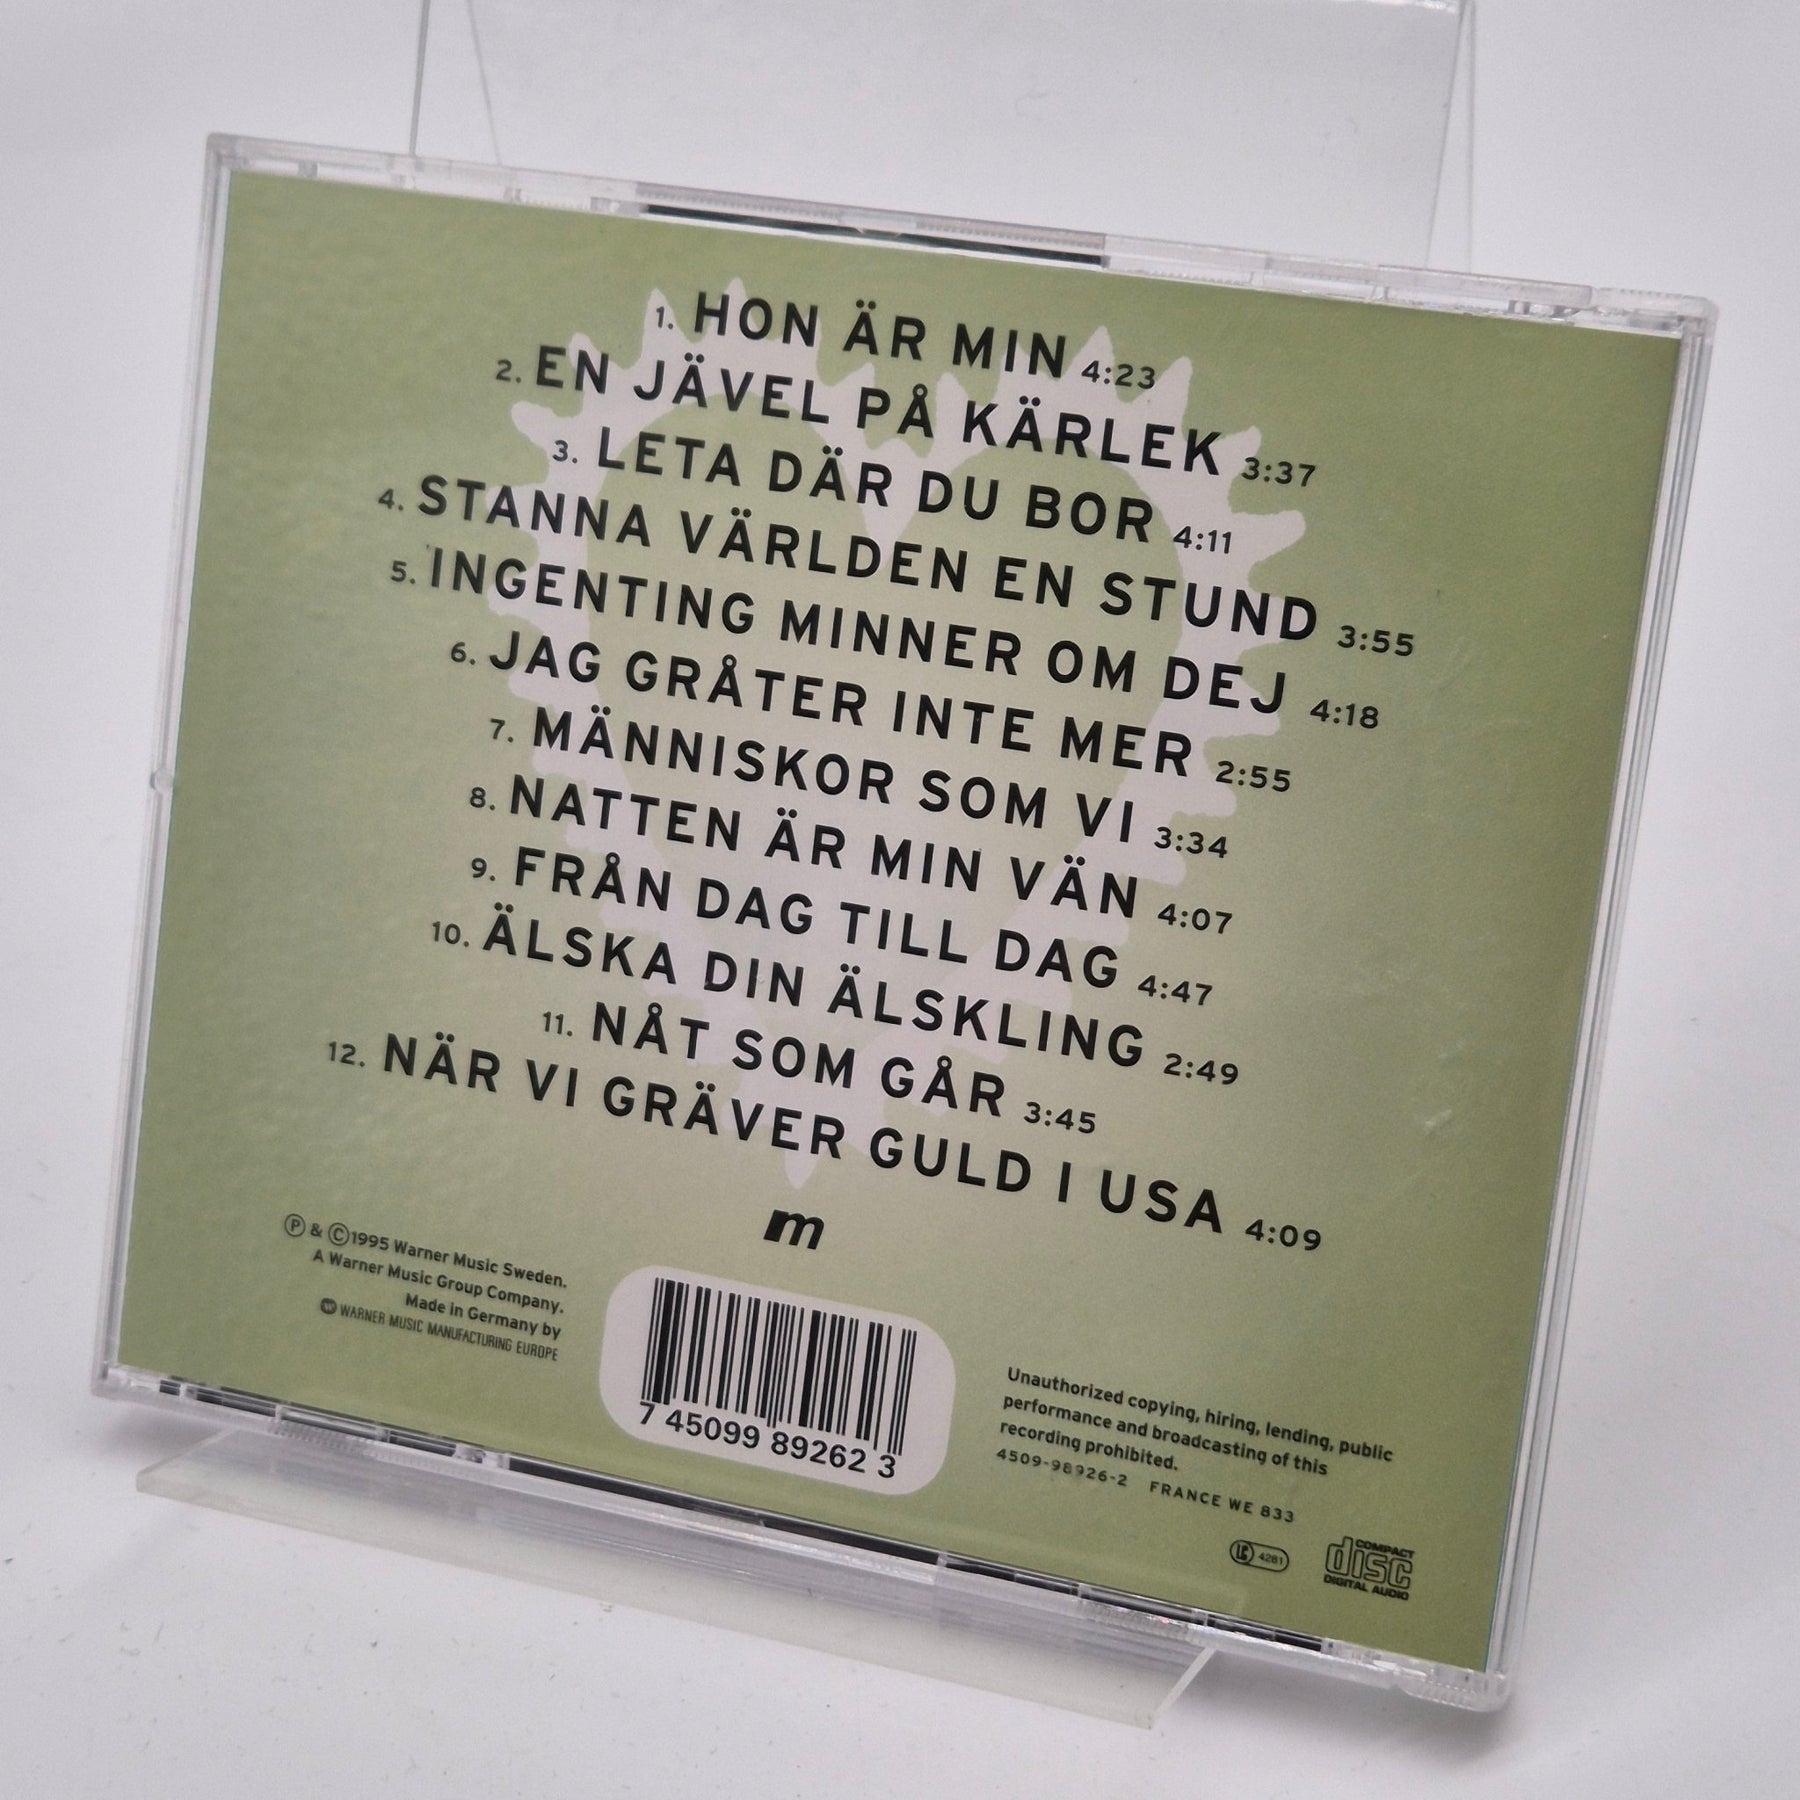 1. HON ÄR MIN 4:23
2. EN JÄVEL PÅ KÄRLEK 3:37
3. LETA DÄR DU BOR 4:11
4. STANNA VÄRLDEN EN STUND 3:55
5. INGENTING MINNER OM DEJ 4:18
6. JAG GRÅTER INTE MER 2:55
7. MÄNNISKOR SOM VI 3:34
8. NATTEN ÄR MIN VÄN 4:07
9. FRÅN DAG TILL DAG 4:47
10. ÄLSKA DIN ÄLSKLING 2:49
11. NÅT SOM GÅR 3:45
12. NÄR VI GRÄVER GULD I USA 4:09
m
Ⓟ & Ⓒ1995 Warner Music Sweden.
A Warner Music Group Company.
Made in Germany by
WARNER MUSIC MANUFACTURING EUROPE
7 45099 89262 3
Unauthorized copying, hiring, lending, public
performance and broadcasting of this
recording prohibited.
4509-98926-2 FRANCE WE 833
LC 4281
COMPACT
disc
DIGITAL AUDIO